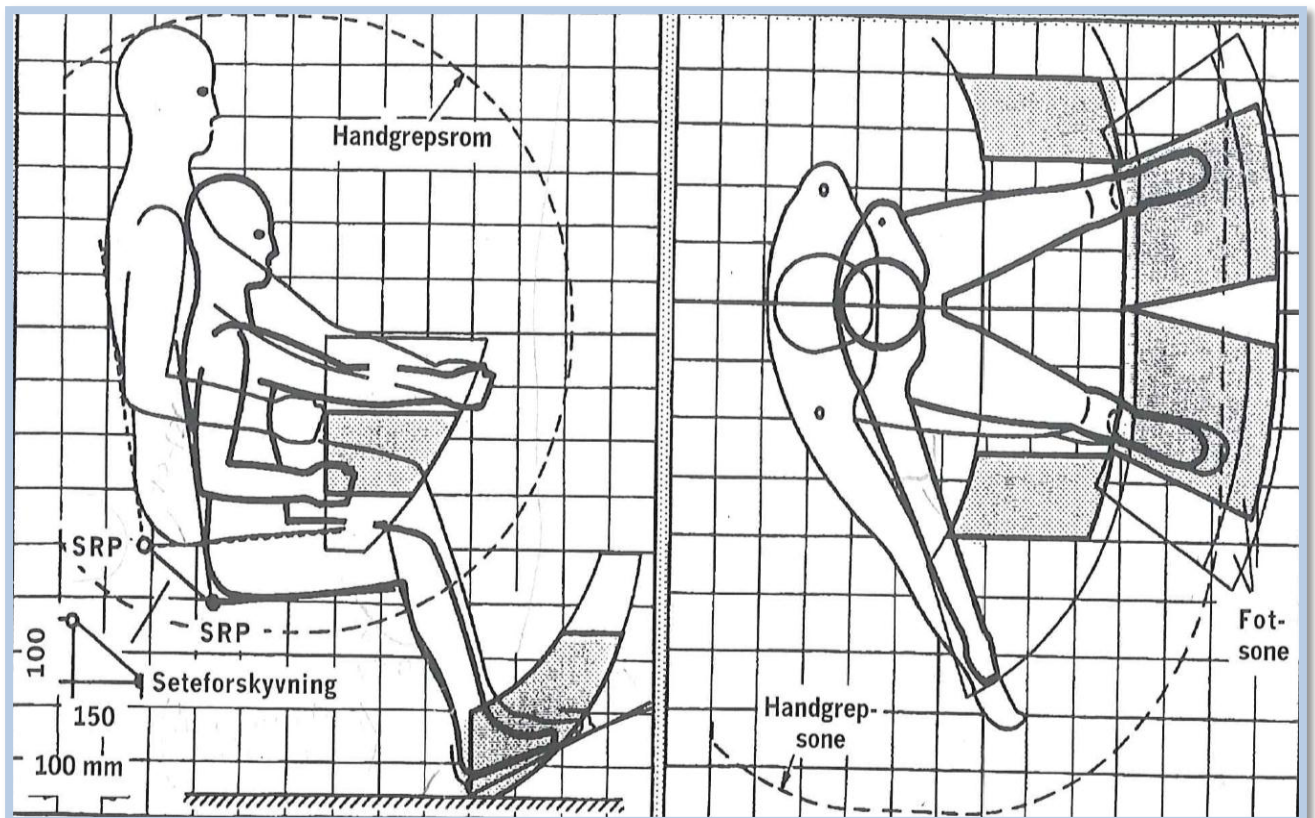 Handgrepsrom
SRP
SRP
Seteforskyvning
100
150
100 mm
Handgrep-
sone
Fot-
sone